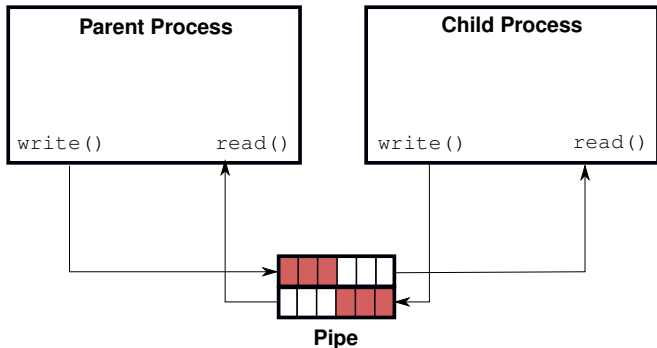 Parent Process
Child Process
write()
read()
write()
read()
Pipe